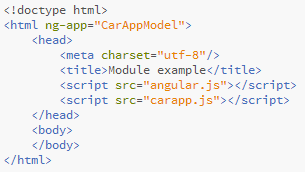 <!doctype html>
<html ng-app="CarAppModel">
<head>
<meta charset="utf-8"/>
<title>Module example</title>
<script src="angular.js"></script>
<script src="carapp.js"></script>
</head>
<body>
</body>
</html>